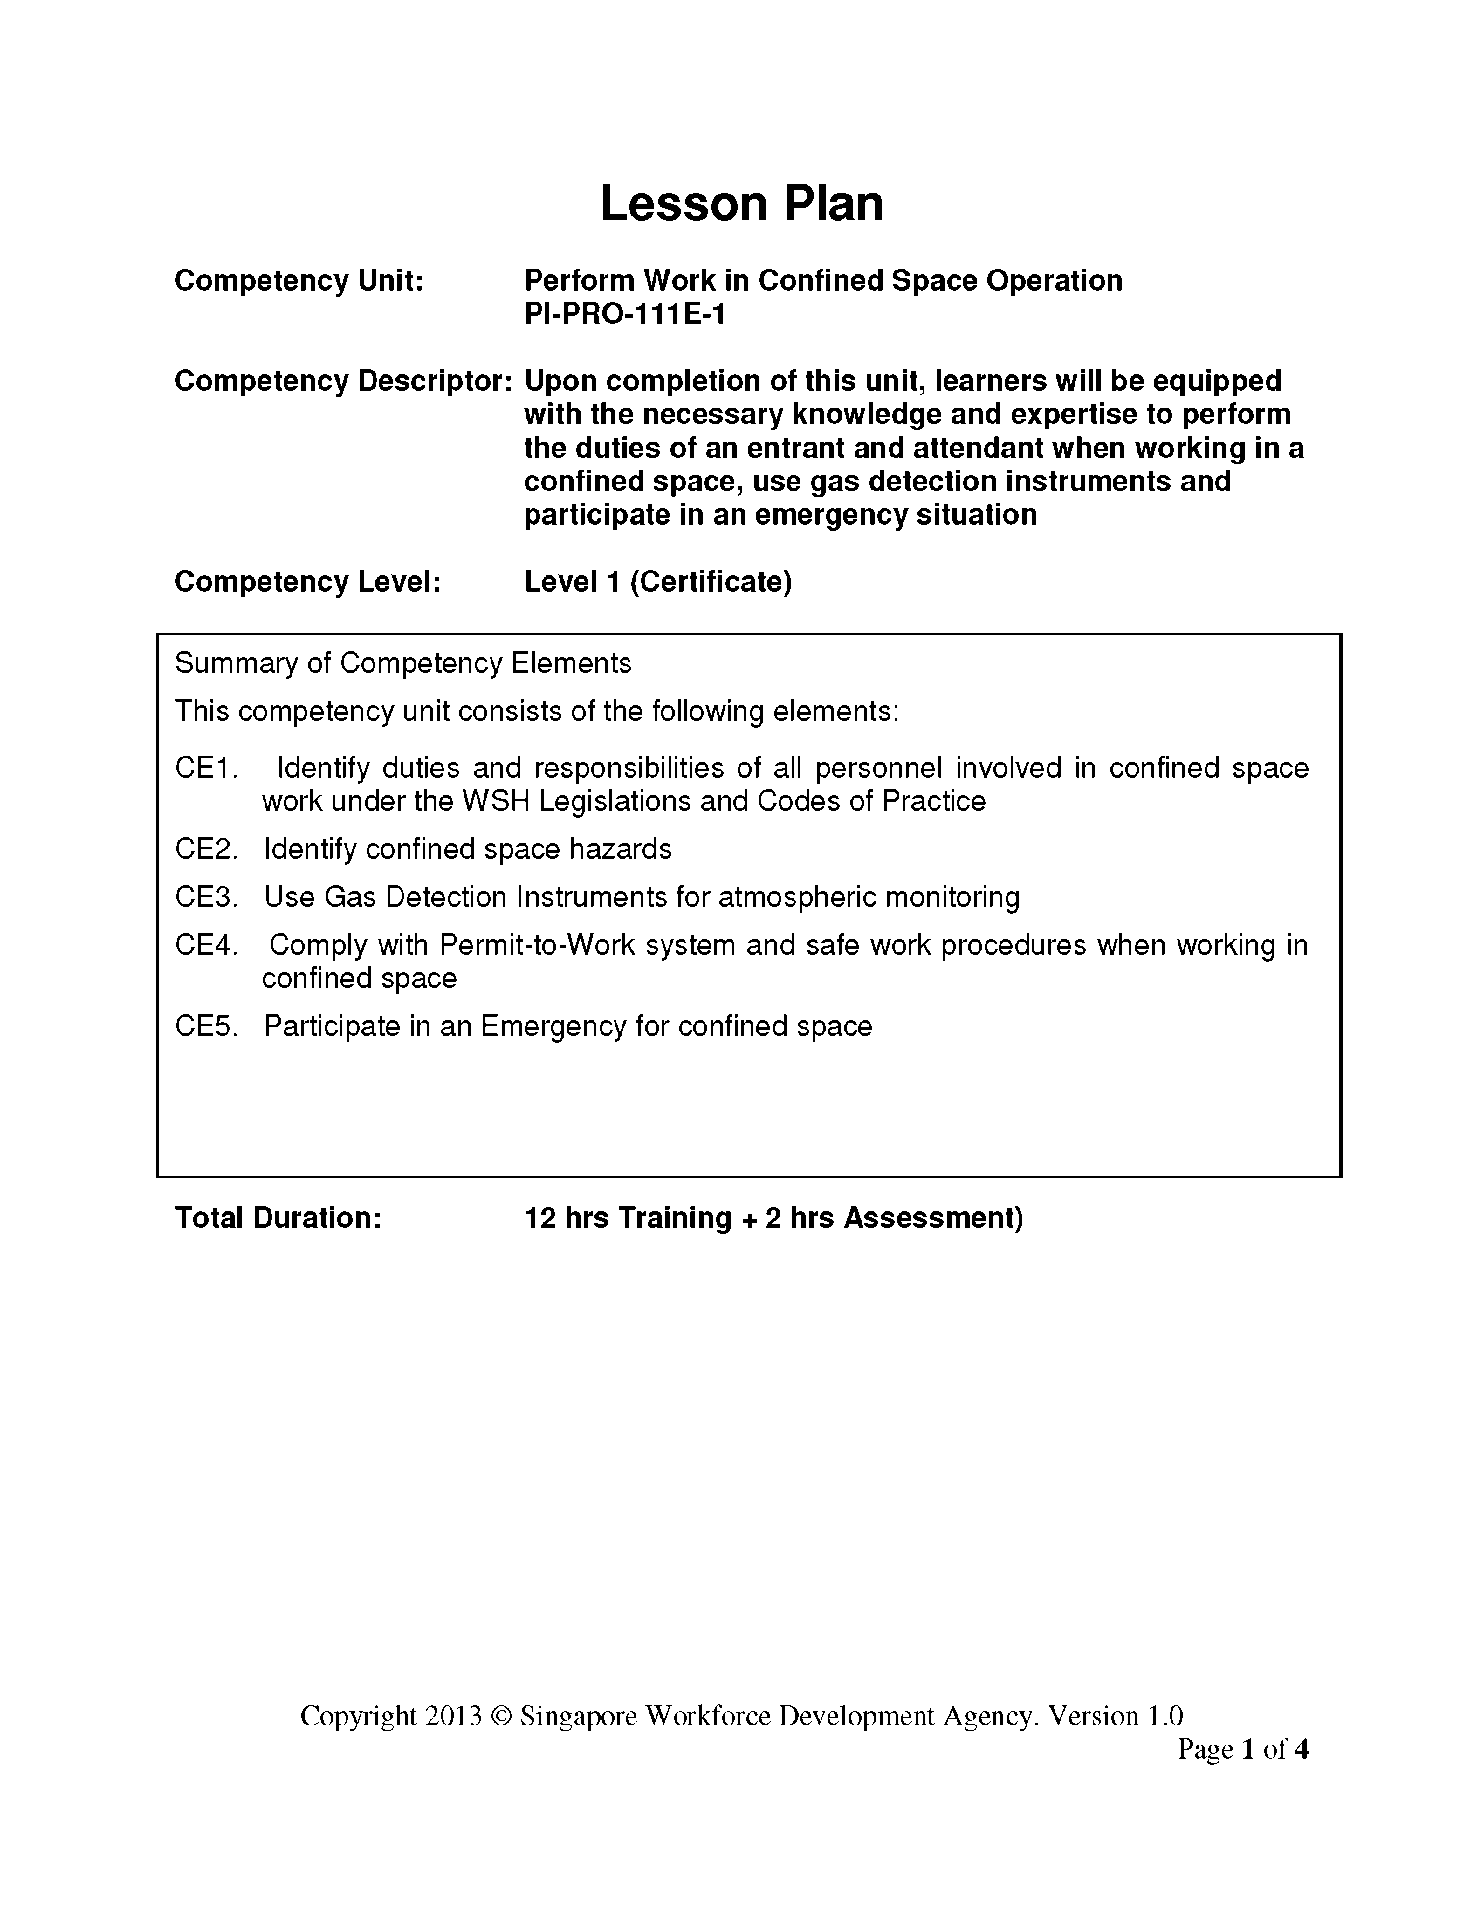 Lesson Plan
Competency Unit: Perform Work in Confined Space Operation
PI-PRO-111E-1
Competency Descriptor: Upon completion of this unit, learners will be equipped
with the necessary knowledge and expertise to perform
the duties of an entrant and attendant when working in a
confined space, use gas detection instruments and
participate in an emergency situation
Competency Level: Level 1 (Certificate)
Summary of Competency Elements
This competency unit consists of the following elements:
CE1. Identify duties and responsibilities of all personnel involved in confined space
work under the WSH Legislations and Codes of Practice
CE2. Identify confined space hazards
CE3. Use Gas Detection Instruments for atmospheric monitoring
CE4. Comply with Permit-to-Work system and safe work procedures when working in
confined space
CE5. Participate in an Emergency for confined space
Total Duration: 12 hrs Training + 2 hrs Assessment)
Copyright 2013 © Singapore Workforce Development Agency. Version 1.0
Page 1 of 4